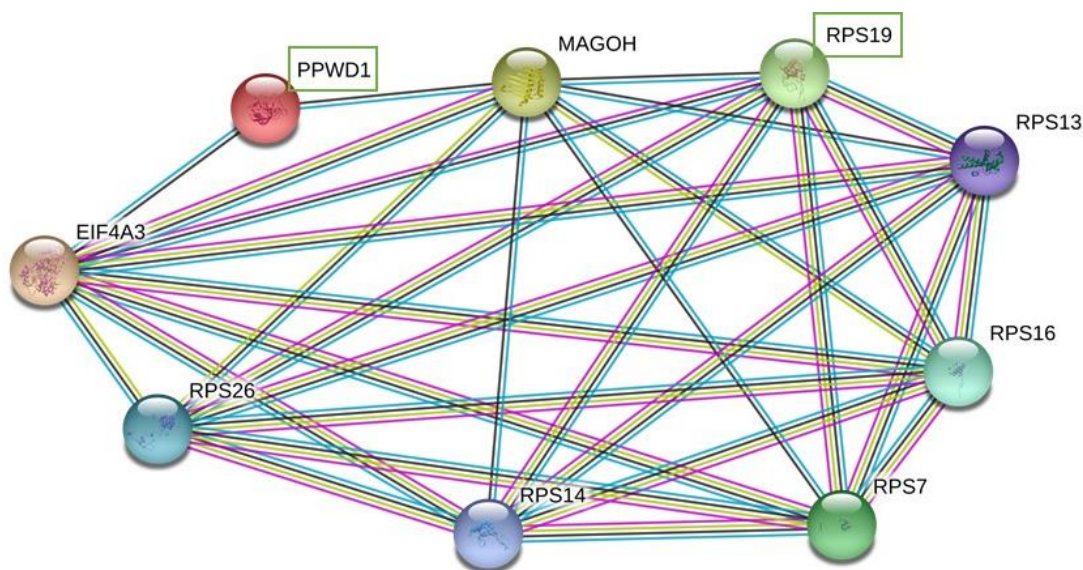 RPS19
MAGOH
PPWD1
RPS13
EIF4A3
RPS16
RPS26
RPS7
RPS14